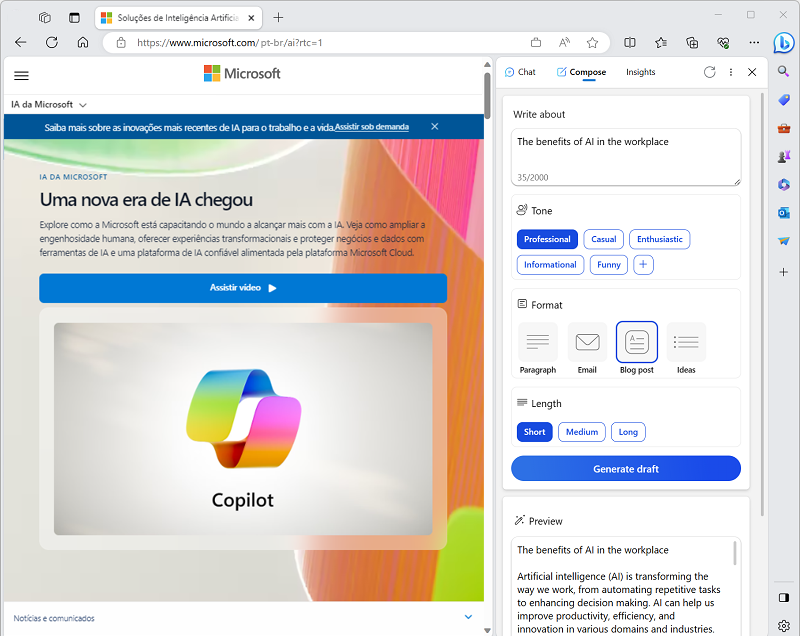 Soluções de Inteligência Artificia
https://www.microsoft.com/pt-br/ai?rtc=1
Microsoft
IA da Microsoft
Saiba mais sobre as inovações mais recentes de IA para o trabalho e a vida.Assistir sob demanda
IA DA MICROSOFT
Uma nova era de IA chegou
Explore como a Microsoft está capacitando o mundo a alcançar mais com a IA. Veja como ampliar a
engenhosidade humana, oferecer experiências transformacionais e proteger negócios e dados com
ferramentas de IA e uma plataforma de IA confiável alimentada pela plataforma Microsoft Cloud.
Assistir vídeo
Copilot
Notícias e comunicados
Chat
Compose
Insights
Write about
The benefits of AI in the workplace
35/2000
Tone
Professional
Casual
Enthusiastic
Informational
Funny
Format
Paragraph
Email
Blog post
Ideas
Length
Short
Medium
Long
Generate draft
Preview
The benefits of AI in the workplace
Artificial intelligence (AI) is transforming the
way we work, from automating repetitive tasks
to enhancing decision making. AI can help us
improve productivity, efficiency, and
innovation in various domains and industries.